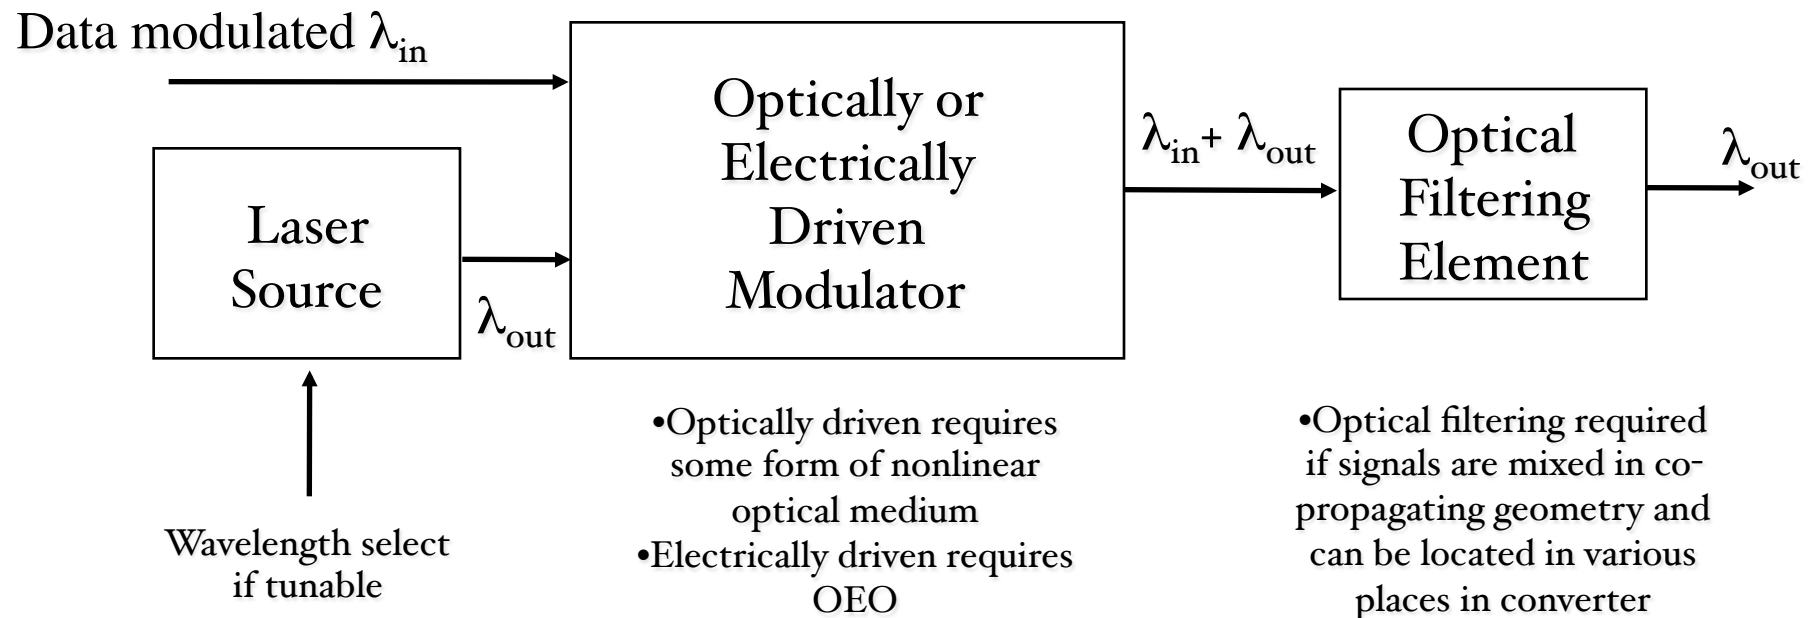 Data modulated λin
Laser
Source
λout
Wavelength select
if tunable
Optically or
Electrically
Driven
Modulator
•Optically driven requires
some form of nonlinear
optical medium
•Electrically driven requires
OEO
λin+ λout
Optical
Filtering
Element
λout
•Optical filtering required
if signals are mixed in co-
propagating geometry and
can be located in various
places in converter